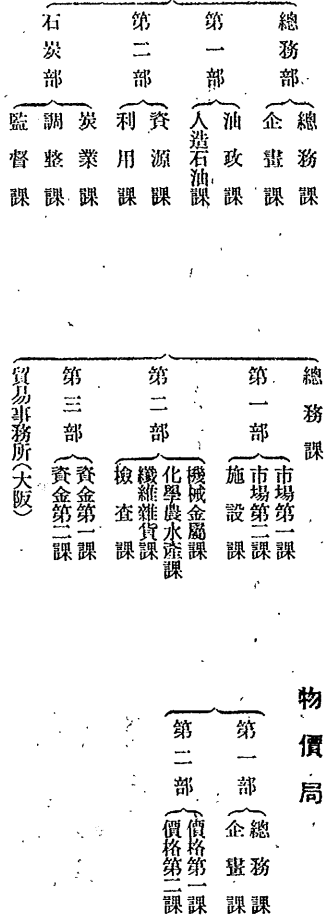 總務部
總務課
企畫課
第一部
油政課
人造石油課
第二部
資源課
利用課
石炭部
炭業課
調整課
監督課
總務課
第一部
市場第一課
市場第二課
施設課
第二部
機械金屬課
化學農水產課
纖維雜貨課
檢査課
第三部
資金第一課
資金第二課
貿易事務所(大阪)
物價局
第一部
總務課
企畫課
第二部
價格第一課
價格第二課